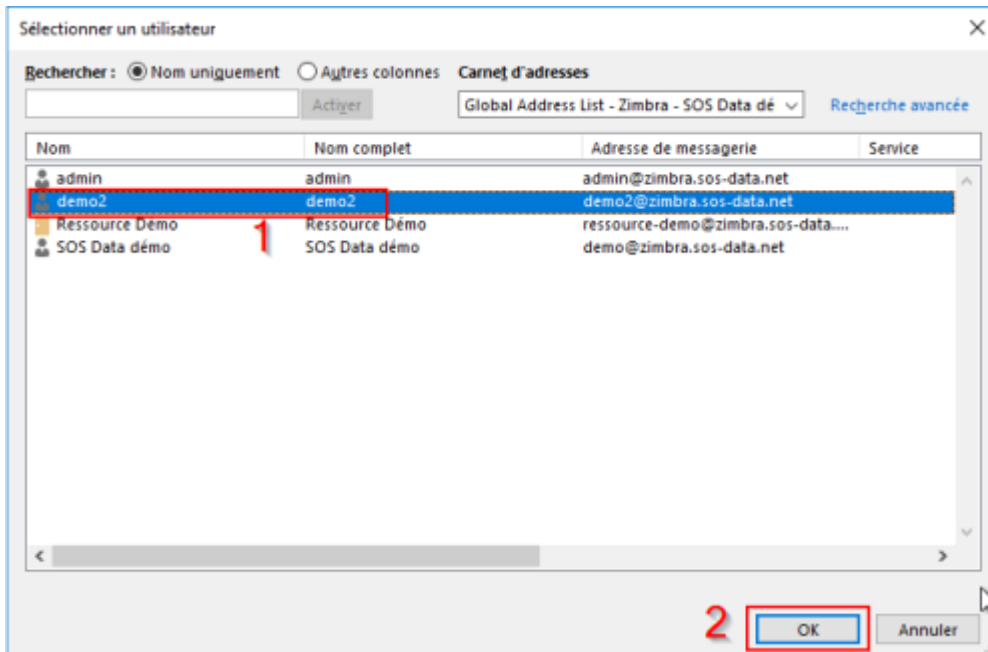 Sélectionner un utilisateur
Rechercher : Nom uniquement Autres colonnes Carnet d'adresses
Activer Global Address List - Zimbra - SOS Data dé Recherche avancée
Nom Nom complet Adresse de messagerie Service
admin admin admin@zimbra.sos-data.net
demo2 demo2 demo2@zimbra.sos-data.net
Ressource Démo Ressource Démo ressource-demo@zimbra.sos-data....
1
SOS Data démo SOS Data démo demo@zimbra.sos-data.net
2 OK Annuler